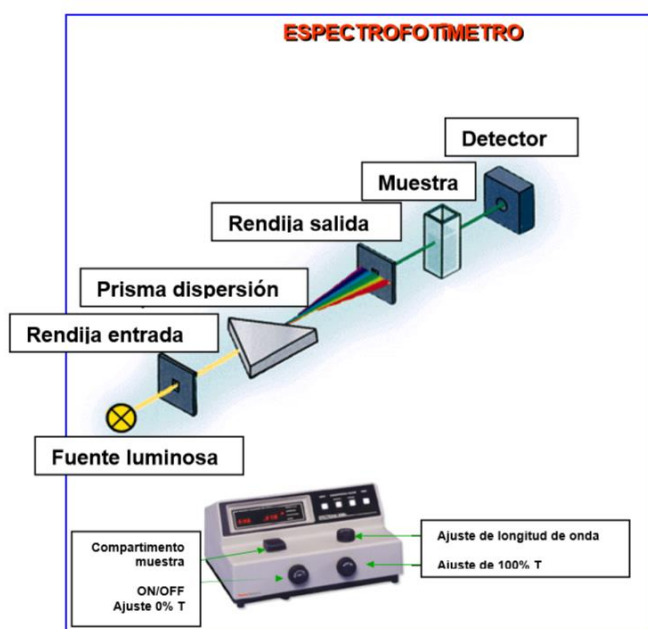 ESPECTROFOTÏMETRO
Detector
Muestra
Rendija salida
Prisma dispersión
Rendija entrada
Fuente luminosa
Compartimento
muestra
ON/OFF
Ajuste 0% T
Ajuste de longitud de onda
Ajuste de 100% T